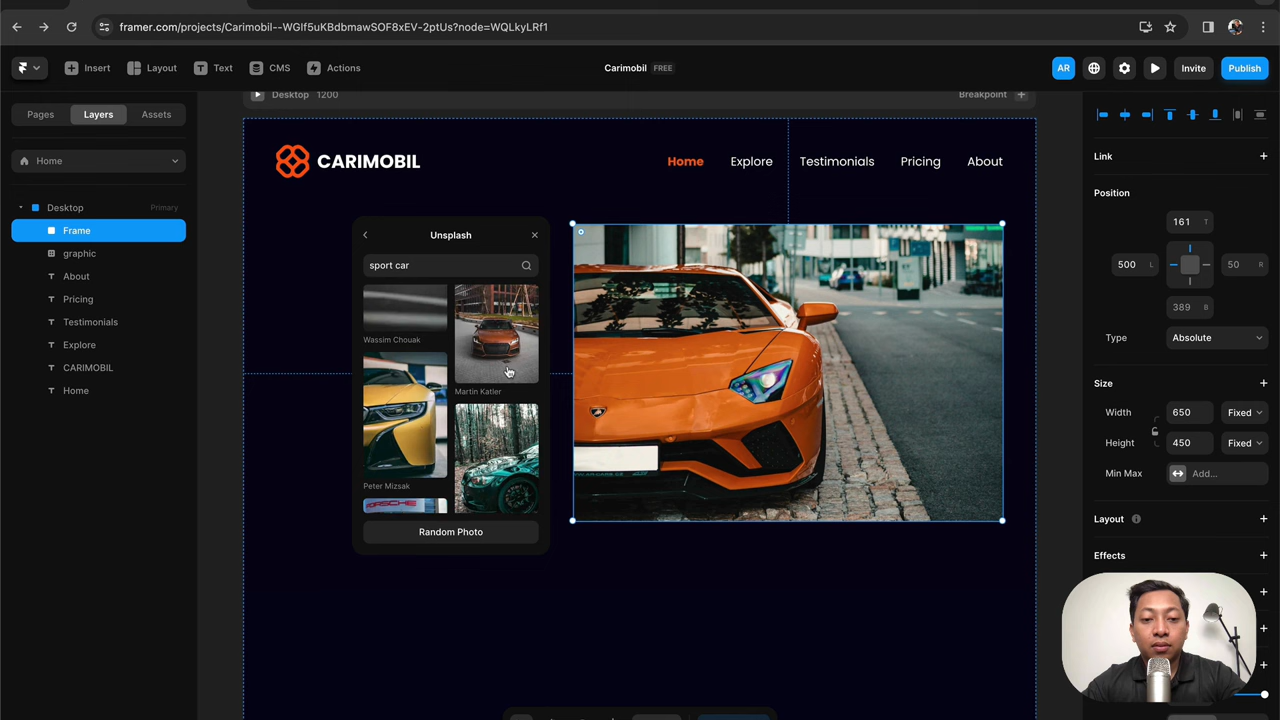 framer.com/projects/Carimobil--WGlf5uKBdbmawSOF8xEV-2ptUs?node=WQLkyLRf1
Insert
Layout
Text
CMS
Actions
Carimobil FREE
AR
Invite
Publish
Pages
Layers
Assets
Home
Desktop
Primary
Frame
graphic
About
Pricing
Testimonials
Explore
CARIMOBIL
Home
Desktop 1200
Breakpoint
CARIMOBIL
Home
Explore
Testimonials
Pricing
About
Unsplash
sport car
Wassim Chouak
Martin Katler
Peter Mizsak
Random Photo
Link
Position
161 T
500 L
50 R
389 B
Type
Absolute
Size
Width
650
Fixed
Height
450
Fixed
Min Max
Add...
Layout
Effects